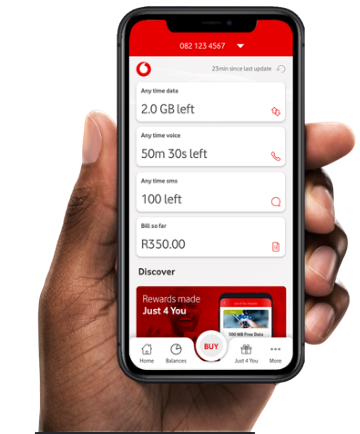 082 123 4567
23min since last update
Any time data
2.0 GB left
Any time voice
50m 30s left
Any time sms
100 left
Bill so far
R350.00
Discover
Rewards made
Just 4 You
500 MB Free Data
BUY
Home
Balances
Just 4 You
More